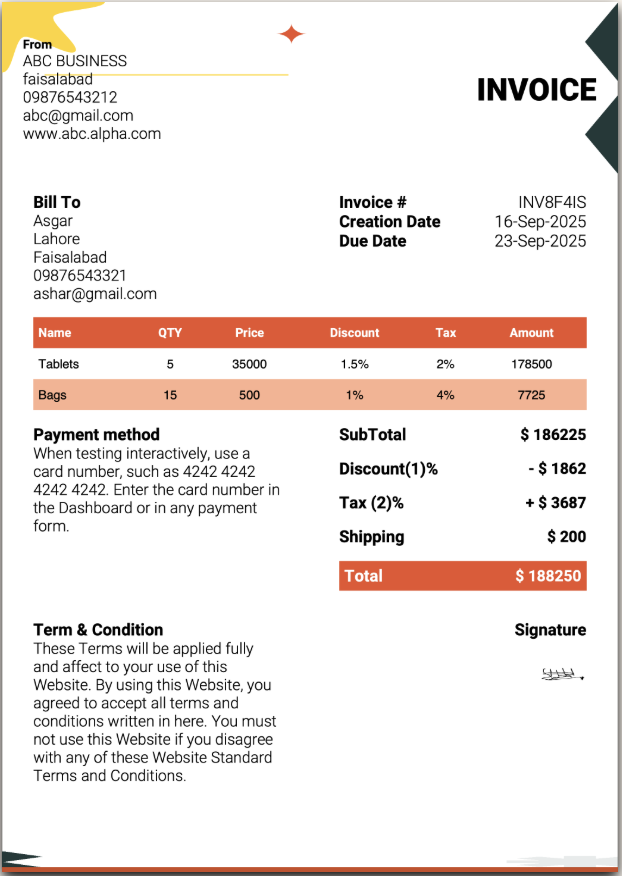 From
ABC BUSINESS
faisalabad
09876543212
abc@gmail.com
www.abc.alpha.com
INVOICE
Bill To
Asgar
Lahore
Faisalabad
09876543321
ashar@gmail.com
Invoice # INV8F4IS
Creation Date 16-Sep-2025
Due Date 23-Sep-2025
Name QTY Price Discount Tax Amount
Tablets 5 35000 1.5% 2% 178500
Bags 15 500 1% 4% 7725
Payment method
When testing interactively, use a
card number, such as 4242 4242
4242 4242. Enter the card number in
the Dashboard or in any payment
form.
SubTotal $ 186225
Discount(1)% - $ 1862
Tax (2)% + $ 3687
Shipping $ 200
Total $ 188250
Term & Condition
These Terms will be applied fully
and affect to your use of this
Website. By using this Website, you
agreed to accept all terms and
conditions written in here. You must
not use this Website if you disagree
with any of these Website Standard
Terms and Conditions.
Signature